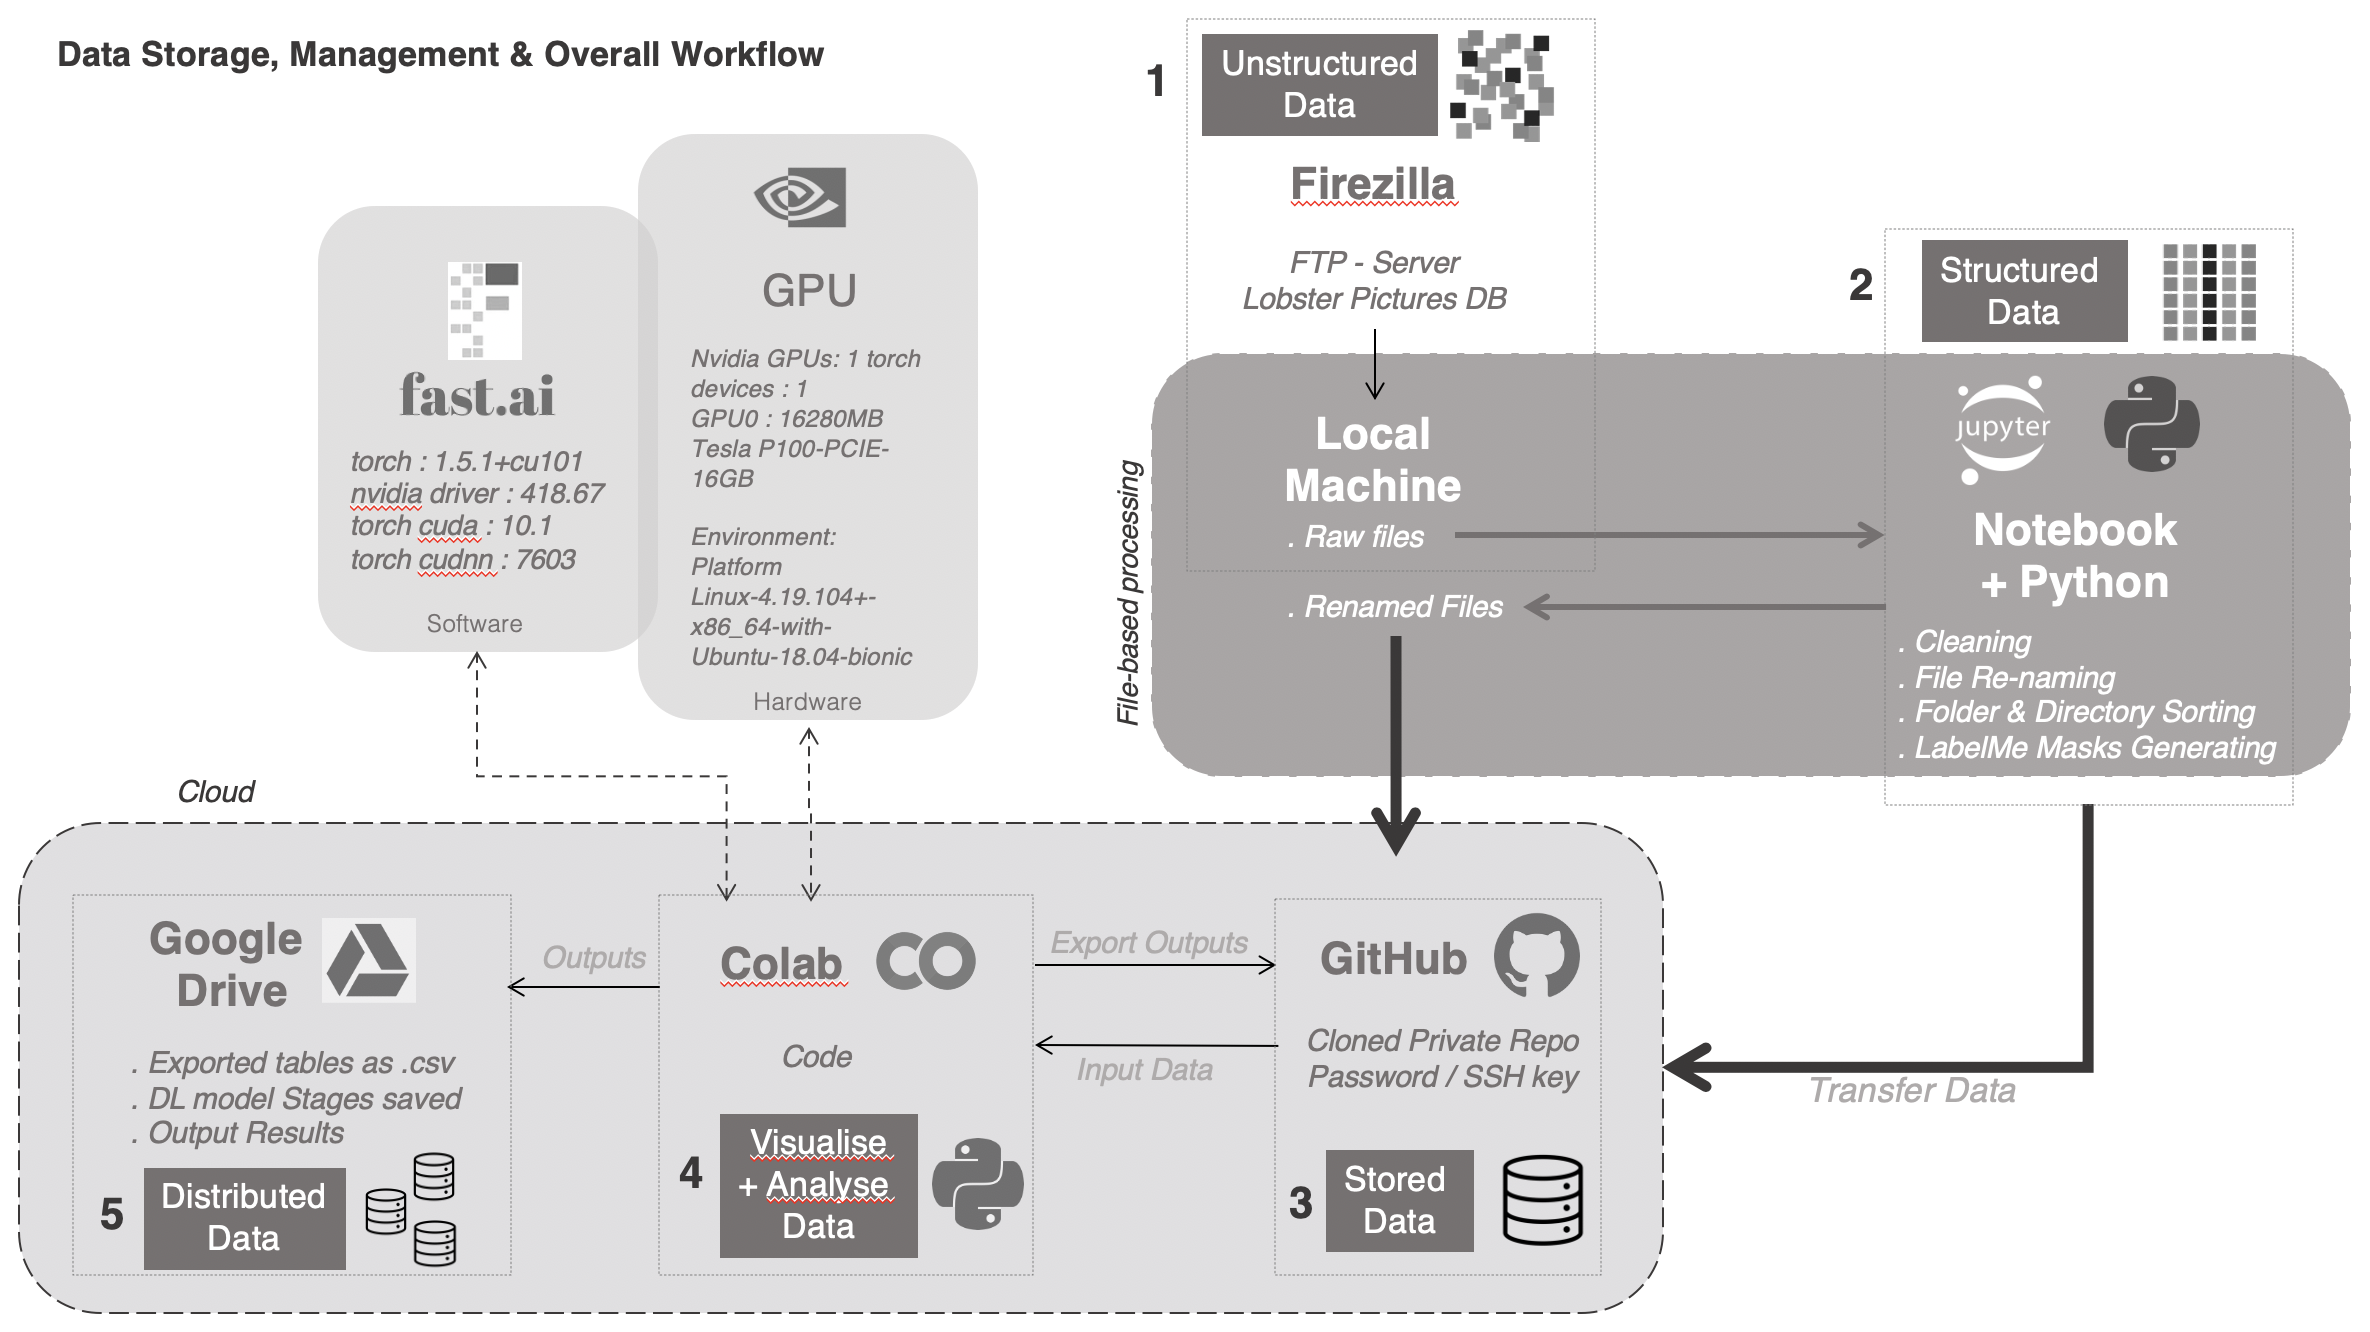 Data Storage, Management & Overall Workflow
1
Unstructured
Data
Firezilla
FTP - Server
Lobster Pictures DB
2
Structured
Data
fast.ai
torch : 1.5.1+cu101
nvidia driver : 418.67
torch cuda : 10.1
torch cudnn : 7603
Software
GPU
Nvidia GPUs: 1 torch
devices : 1
GPU0 : 16280MB
Tesla P100-PCIE-
16GB
Environment:
Platform
Linux-4.19.104+-
x86_64-with-
Ubuntu-18.04-bionic
Hardware
File-based processing
Local
Machine
. Raw files
. Renamed Files
jupyter
Notebook
+ Python
. Cleaning
. File Re-naming
. Folder & Directory Sorting
. LabelMe Masks Generating
Cloud
Google
Drive
. Exported tables as .csv
. DL model Stages saved
. Output Results
5
Distributed
Data
Outputs
Colab
Code
4
Visualise
+ Analyse
Data
Export Outputs
Input Data
GitHub
Cloned Private Repo
Password / SSH key
3
Stored
Data
Transfer Data